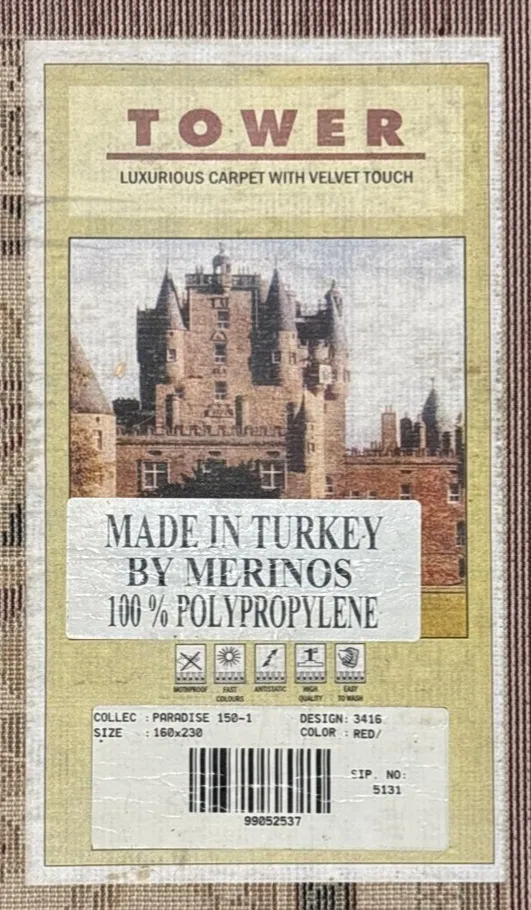 TOWER
LUXURIOUS CARPET WITH VELVET TOUCH
MADE IN TURKEY
BY MERINOS
100 % POLYPROPYLENE
MOTHPROOF FAST COLOURS ANTISTATIC HIGH QUALITY EASY TO WASH
COLLEC : PARADISE 150-1 DESIGN: 3416
SIZE : 160x230 COLOR : RED/
SIP. NO:
5131
99052537